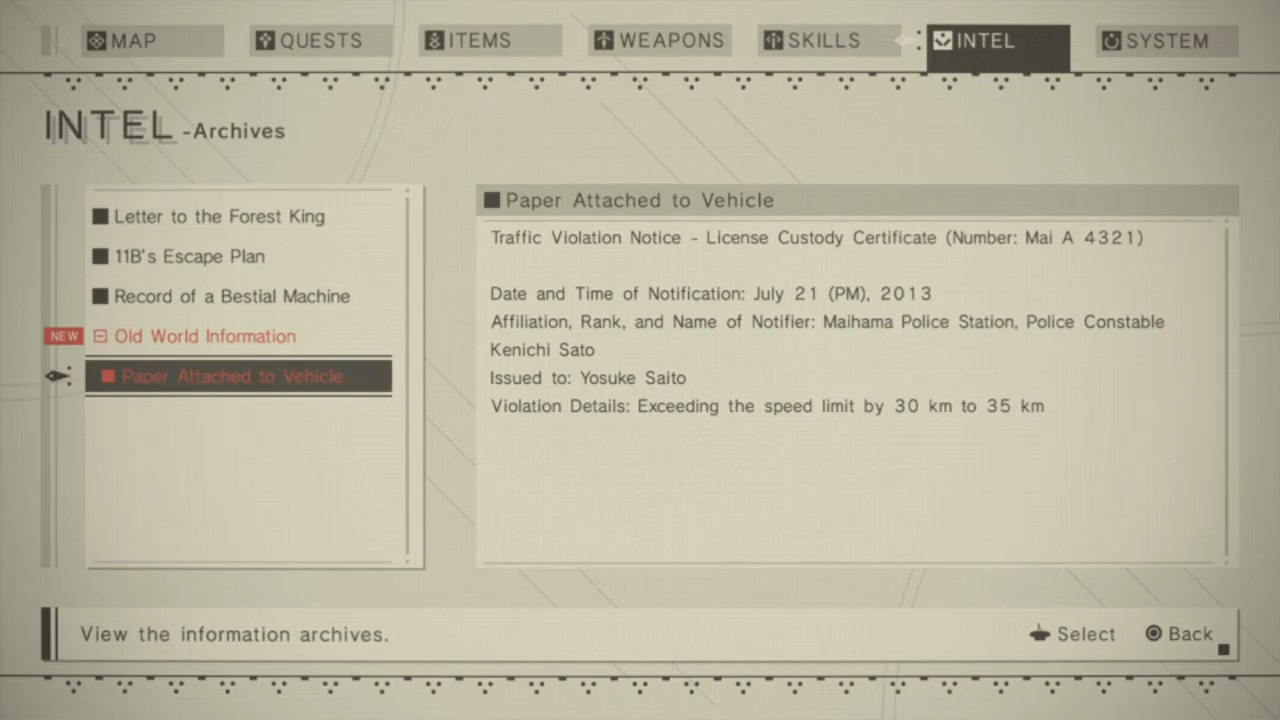 MAP
QUESTS
ITEMS
WEAPONS
SKILLS
INTEL
SYSTEM
INTEL -Archives
Letter to the Forest King
11B's Escape Plan
Record of a Bestial Machine
NEW Old World Information
Paper Attached to Vehicle
Paper Attached to Vehicle
Traffic Violation Notice - License Custody Certificate (Number: Mai A 4321)
Date and Time of Notification: July 21 (PM), 2013
Affiliation, Rank, and Name of Notifier: Maihama Police Station, Police Constable
Kenichi Sato
Issued to: Yosuke Saito
Violation Details: Exceeding the speed limit by 30 km to 35 km
View the information archives.
Select
Back